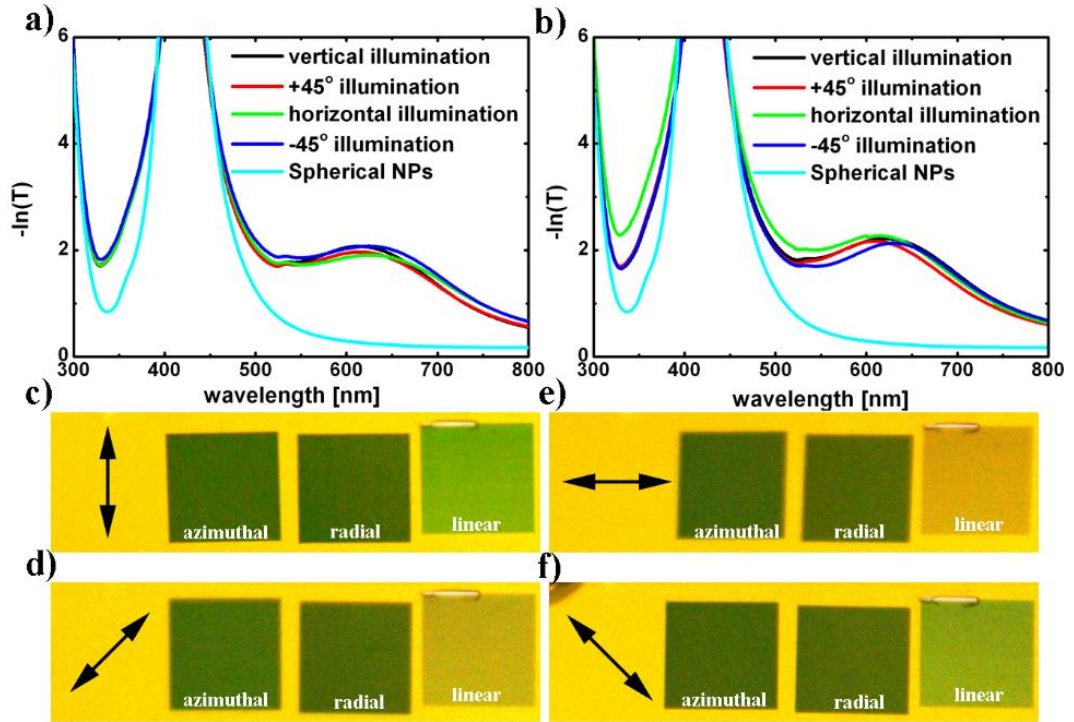 a)
6
4
2
0
-ln(T)
300 400 500 600 700 800
wavelength [nm]
vertical illumination
+45° illumination
horizontal illumination
-45° illumination
Spherical NPs
b)
6
4
2
0
-ln(T)
300 400 500 600 700 800
wavelength [nm]
vertical illumination
+45° illumination
horizontal illumination
-45° illumination
Spherical NPs
c)
azimuthal radial linear
e)
azimuthal radial linear
d)
azimuthal radial linear
f)
azimuthal radial linear